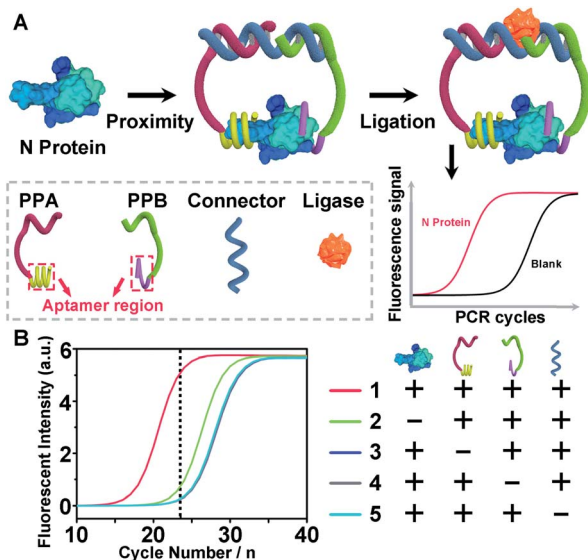 A
N Protein
Proximity
Ligation
PPA
PPB
Connector
Ligase
Aptamer region
Fluorescence signal
N Protein
Blank
PCR cycles
B
Fluorescent Intensity (a.u.)
6
4
2
0
10 20 30 40
Cycle Number / n
1 + + + +
2 − + + +
3 + − + +
4 + + − +
5 + + + −